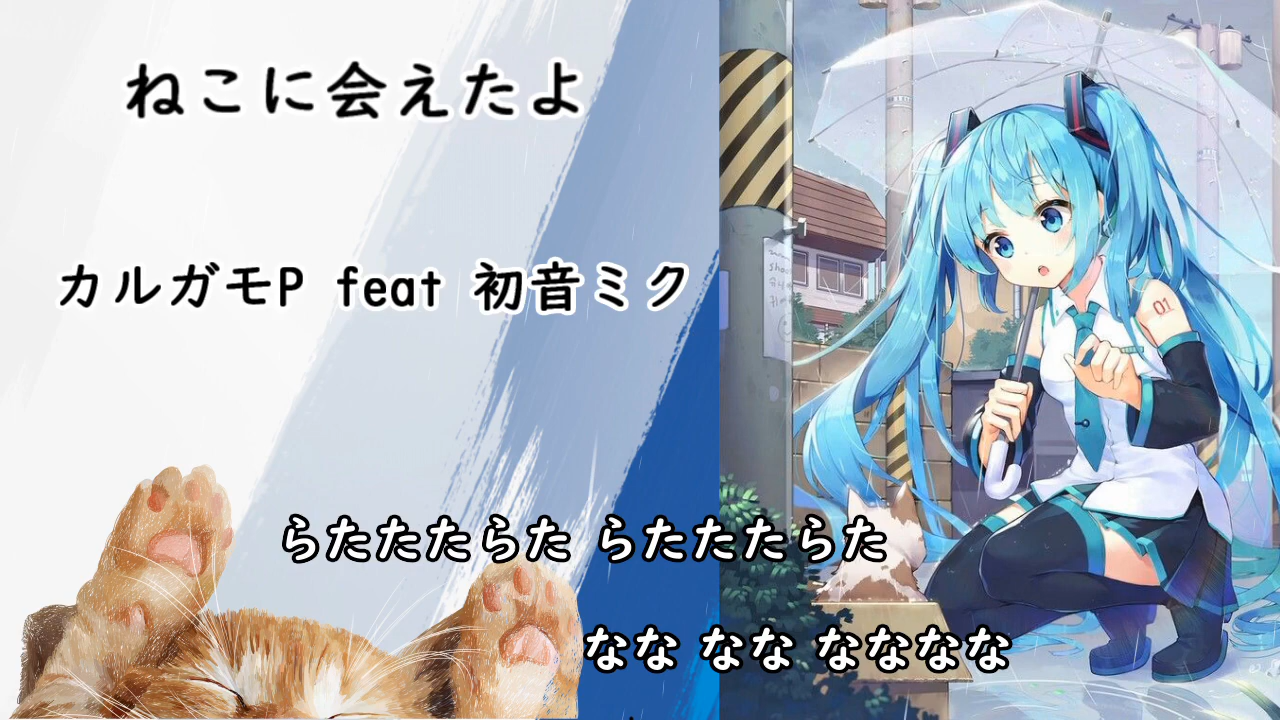 ねこに会えたよ
カルガモP feat 初音ミク
01
らたたたらた らたたたらた
なな なな なななな